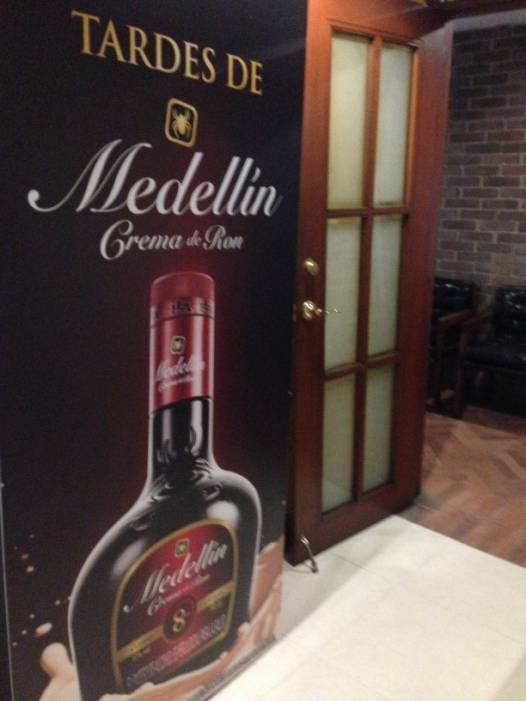 TARDES DE
Medellín
Crema de Ron
Medellín
Medellín
Crema de Ron
8